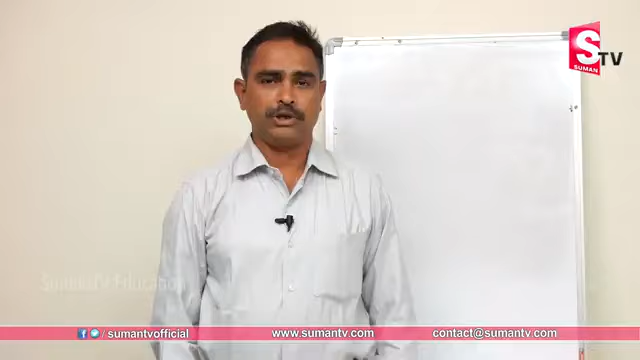 S TV
SUMAN
SumanTV Education
/ sumantvofficial
www.sumantv.com
contact@sumantv.com